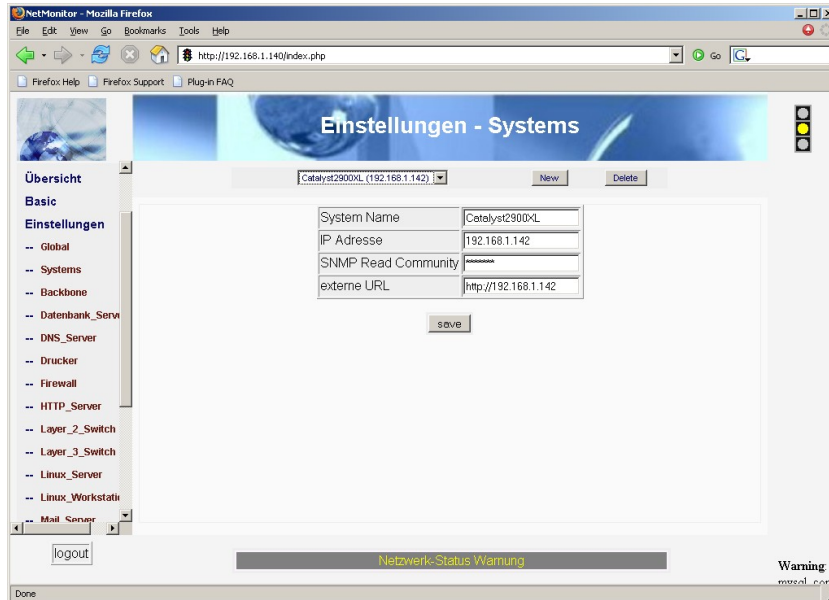 NetMonitor - Mozilla Firefox
File Edit View Go Bookmarks Tools Help
http://192.168.1.140/index.php
Go
G
Firefox Help Firefox Support Plug-in FAQ
Einstellungen - Systems
Übersicht
Basic
Einstellungen
-- Global
-- Systems
-- Backbone
-- Datenbank_Serve
-- DNS_Server
-- Drucker
-- Firewall
-- HTTP_Server
-- Layer_2_Switch
-- Layer_3_Switch
-- Linux_Server
-- Linux_Workstatio
-- Mail_Server
logout
Catalyst2900XL (192.168.1.142)
New
Delete
System Name Catalyst2900XL
IP Adresse 192.168.1.142
SNMP Read Community
externe URL http://192.168.1.142
save
Netzwerk-Status Warnung
Warning
Done